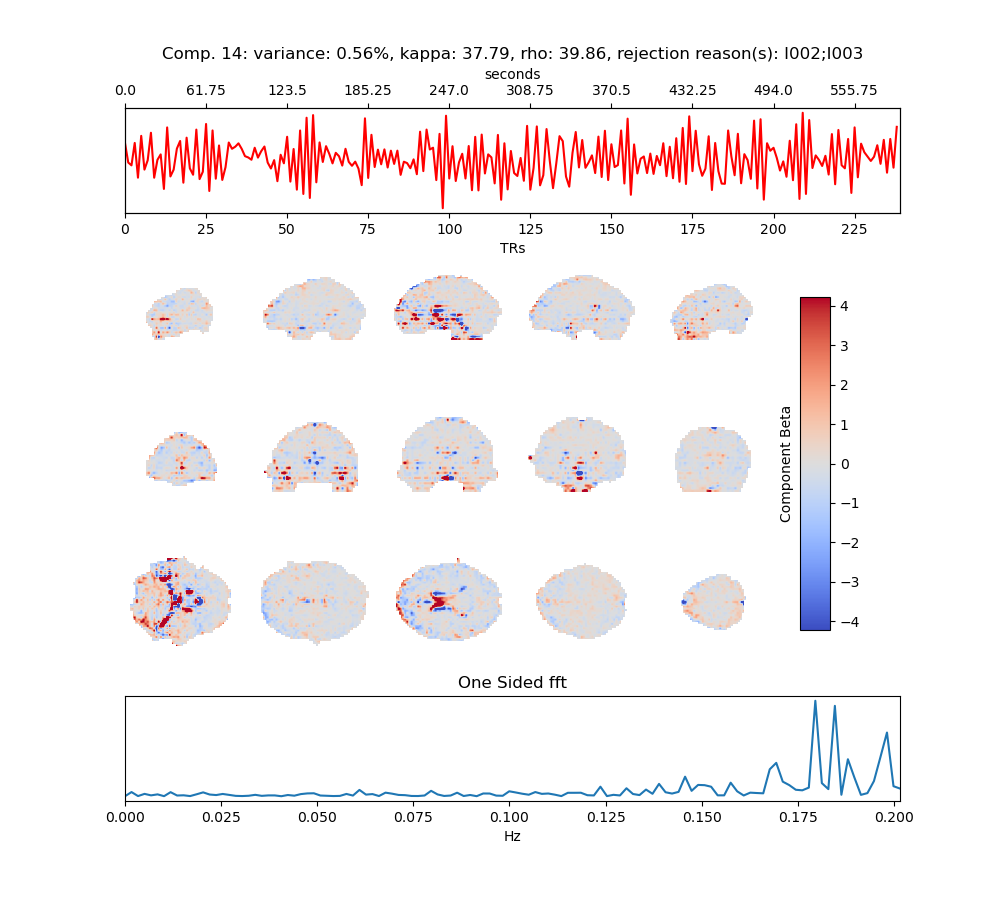 Comp. 14: variance: 0.56%, kappa: 37.79, rho: 39.86, rejection reason(s): I002;I003
seconds
0.0 61.75 123.5 185.25 247.0 308.75 370.5 432.25 494.0 555.75
0 25 50 75 100 125 150 175 200 225
TRs
4
3
2
1
0
−1
−2
−3
−4
Component Beta
One Sided fft
0.000 0.025 0.050 0.075 0.100 0.125 0.150 0.175 0.200
Hz